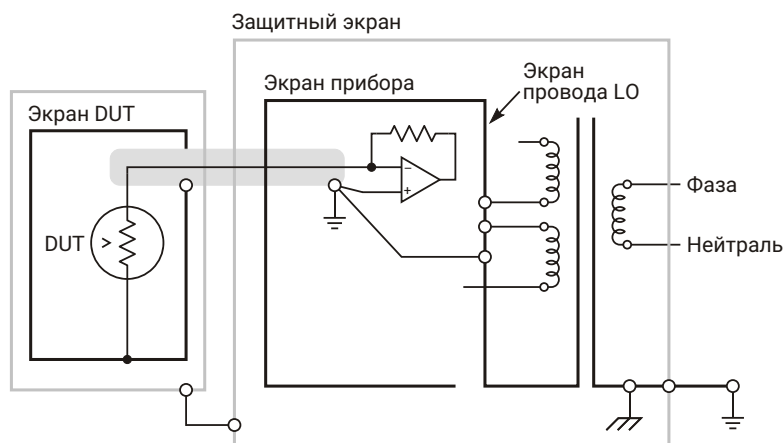 Защитный экран
Экран прибора
Экран
провода LO
Экран DUT
−
+
Фаза
DUT
Нейтраль